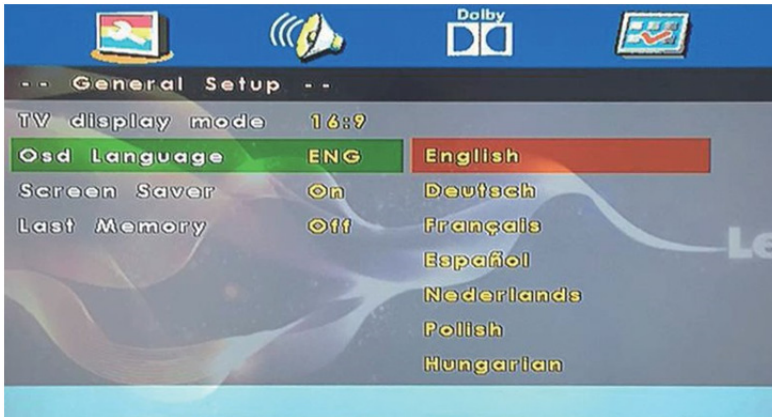 Dolby
-- General Setup --
TV display mode 16:9
Osd Language ENG English
Screen Saver On Deutsch
Last Memory Off Français
Español
Nederlands
Polish
Hungarian
Le